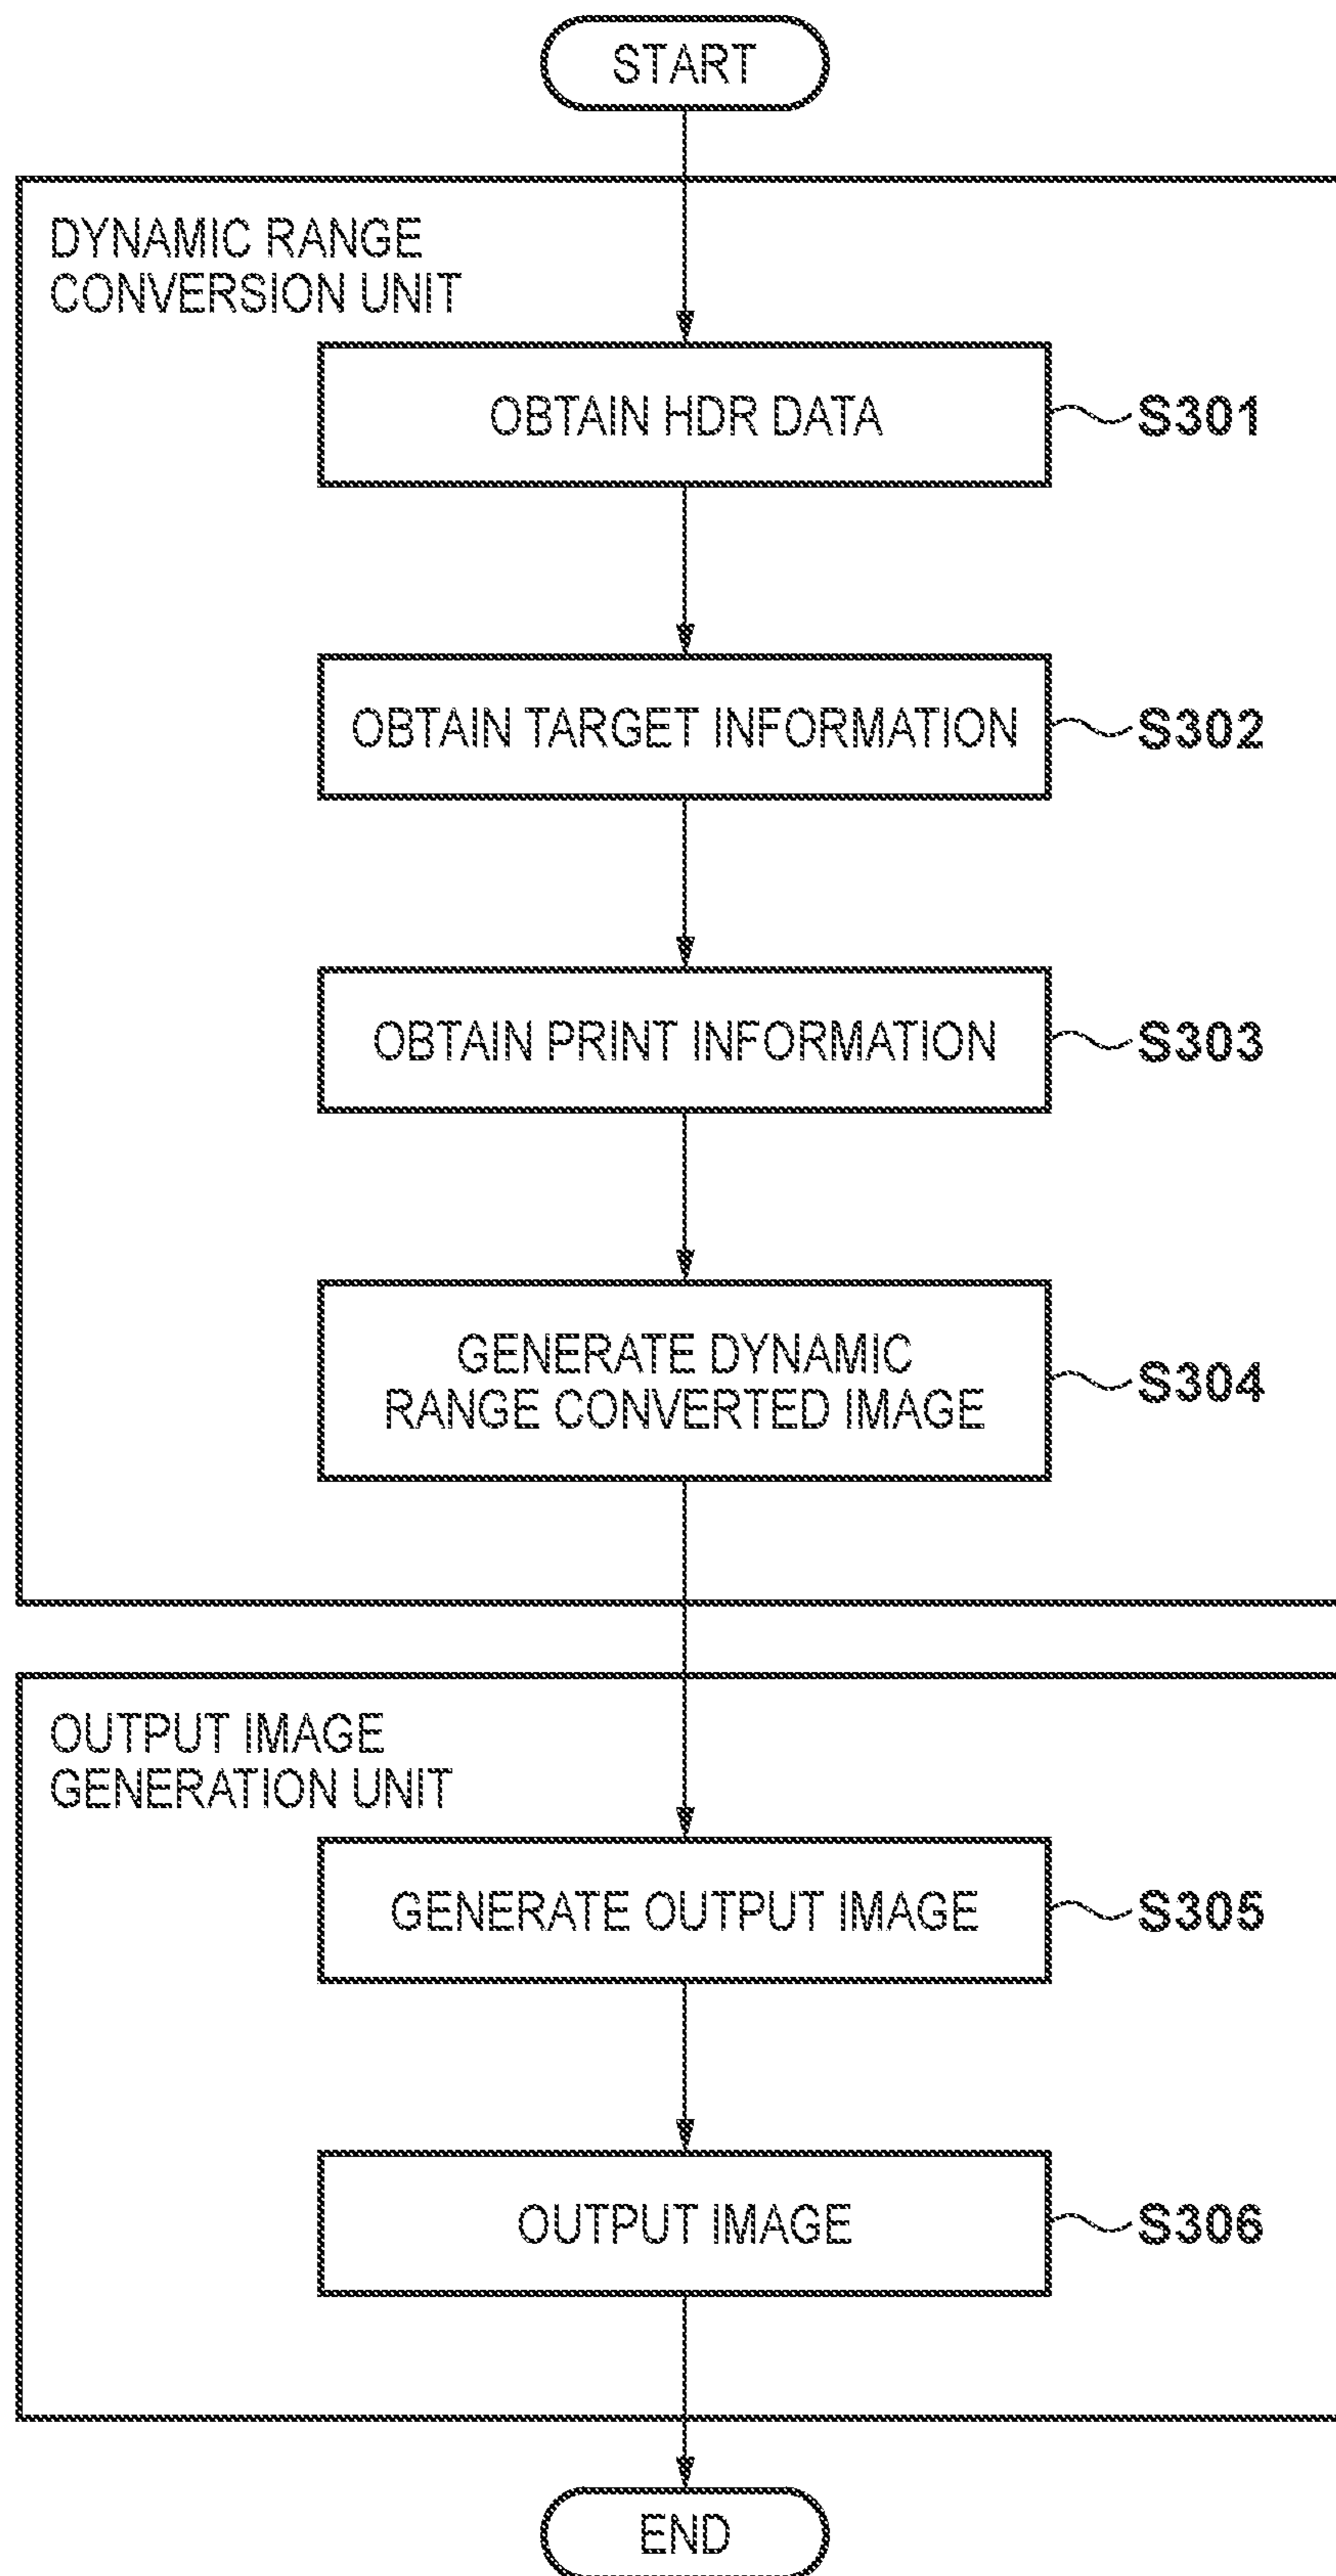 START
DYNAMIC RANGE
CONVERSION UNIT
OBTAIN HDR DATA
S301
OBTAIN TARGET INFORMATION
S302
OBTAIN PRINT INFORMATION
S303
GENERATE DYNAMIC
RANGE CONVERTED IMAGE
S304
OUTPUT IMAGE
GENERATION UNIT
GENERATE OUTPUT IMAGE
S305
OUTPUT IMAGE
S306
END